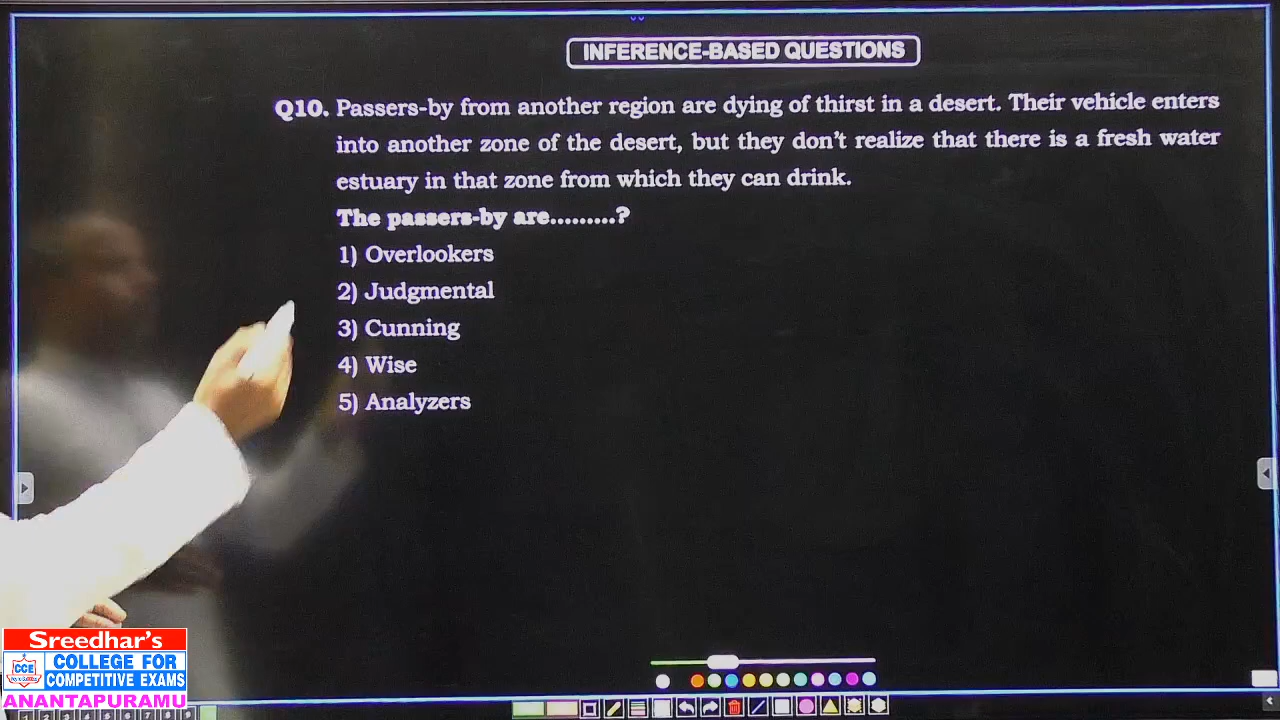 INFERENCE-BASED QUESTIONS
Q10. Passers-by from another region are dying of thirst in a desert. Their vehicle enters
into another zone of the desert, but they don't realize that there is a fresh water
estuary in that zone from which they can drink.
The passers-by are.........?
1) Overlookers
2) Judgmental
3) Cunning
4) Wise
5) Analyzers
Sreedhar's
CCE
COLLEGE FOR
COMPETITIVE EXAMS
ANANTAPURAMU